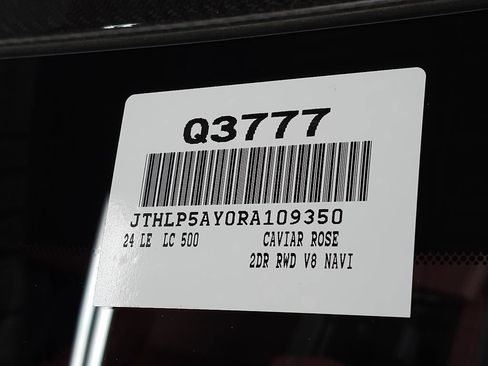 Q3777
JTHLP5AY0RA109350
24 LE LC 500 CAVIAR ROSE
2DR RWD V8 NAVI